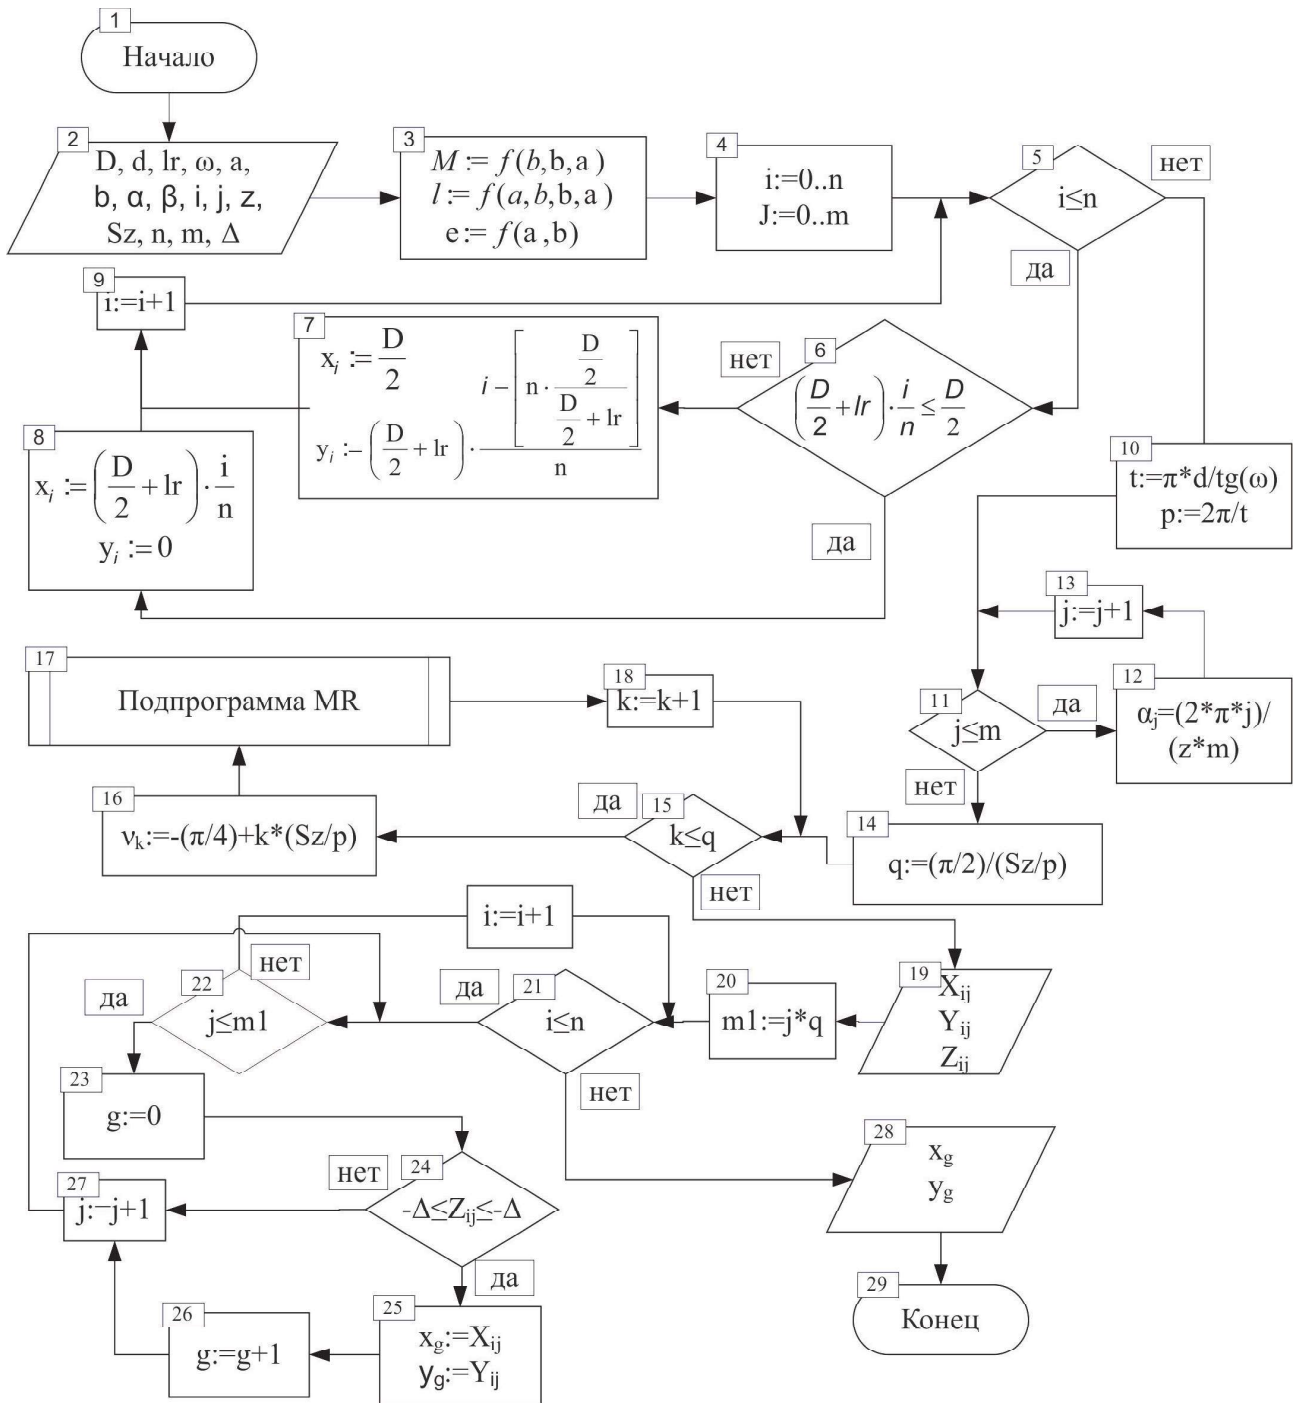 1
Начало
2
D, d, lr, ω, a,
b, α, β, i, j, z,
Sz, n, m, Δ
3
M := f(b,b,a)
l := f(a,b,b,a)
e := f(a,b)
4
i:=0..n
J:=0..m
5
i≤n
нет
да
6
(D/2 + lr) · i/n ≤ D/2
нет
да
7
x_i := D/2
y_i :– (D/2 + lr) · (i – [n · (D/2)/(D/2 + lr)])/n
8
x_i := (D/2 + lr) · i/n
y_i := 0
9
i:=i+1
10
t:=π*d/tg(ω)
p:=2π/t
11
j≤m
да
нет
12
α_j=(2*π*j)/
(z*m)
13
j:=j+1
14
q:=(π/2)/(Sz/p)
15
k≤q
да
нет
16
ν_k:=-(π/4)+k*(Sz/p)
17
Подпрограмма MR
18
k:=k+1
19
X_ij
Y_ij
Z_ij
20
m1:=j*q
21
i≤n
да
нет
i:=i+1
22
j≤m1
нет
да
23
g:=0
24
-Δ≤Z_ij≤-Δ
нет
да
25
x_g:=X_ij
y_g:=Y_ij
26
g:=g+1
27
j:–j+1
28
x_g
y_g
29
Конец